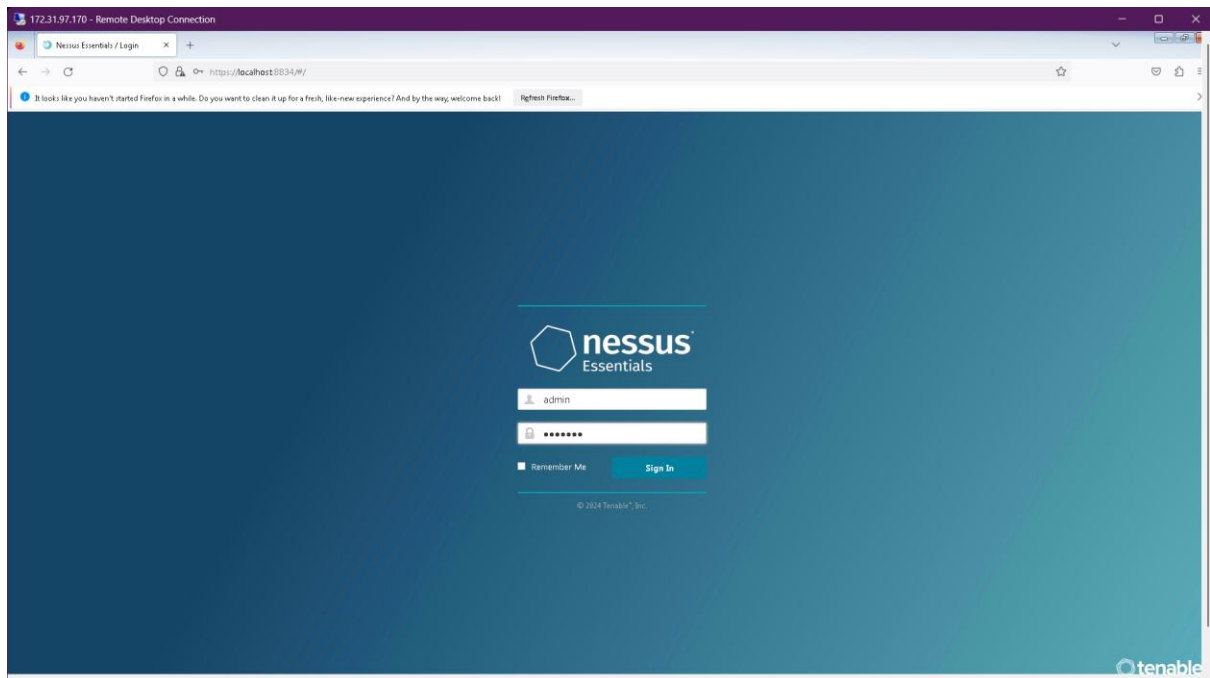 172.31.97.170 - Remote Desktop Connection
Nessus Essentials / Login
https://localhost:8834/#/
It looks like you haven't started Firefox in a while. Do you want to clean it up for a fresh, like-new experience? And by the way, welcome back! Refresh Firefox...
nessus
Essentials
admin
Remember Me Sign In
© 2024 Tenable™, Inc.
tenable